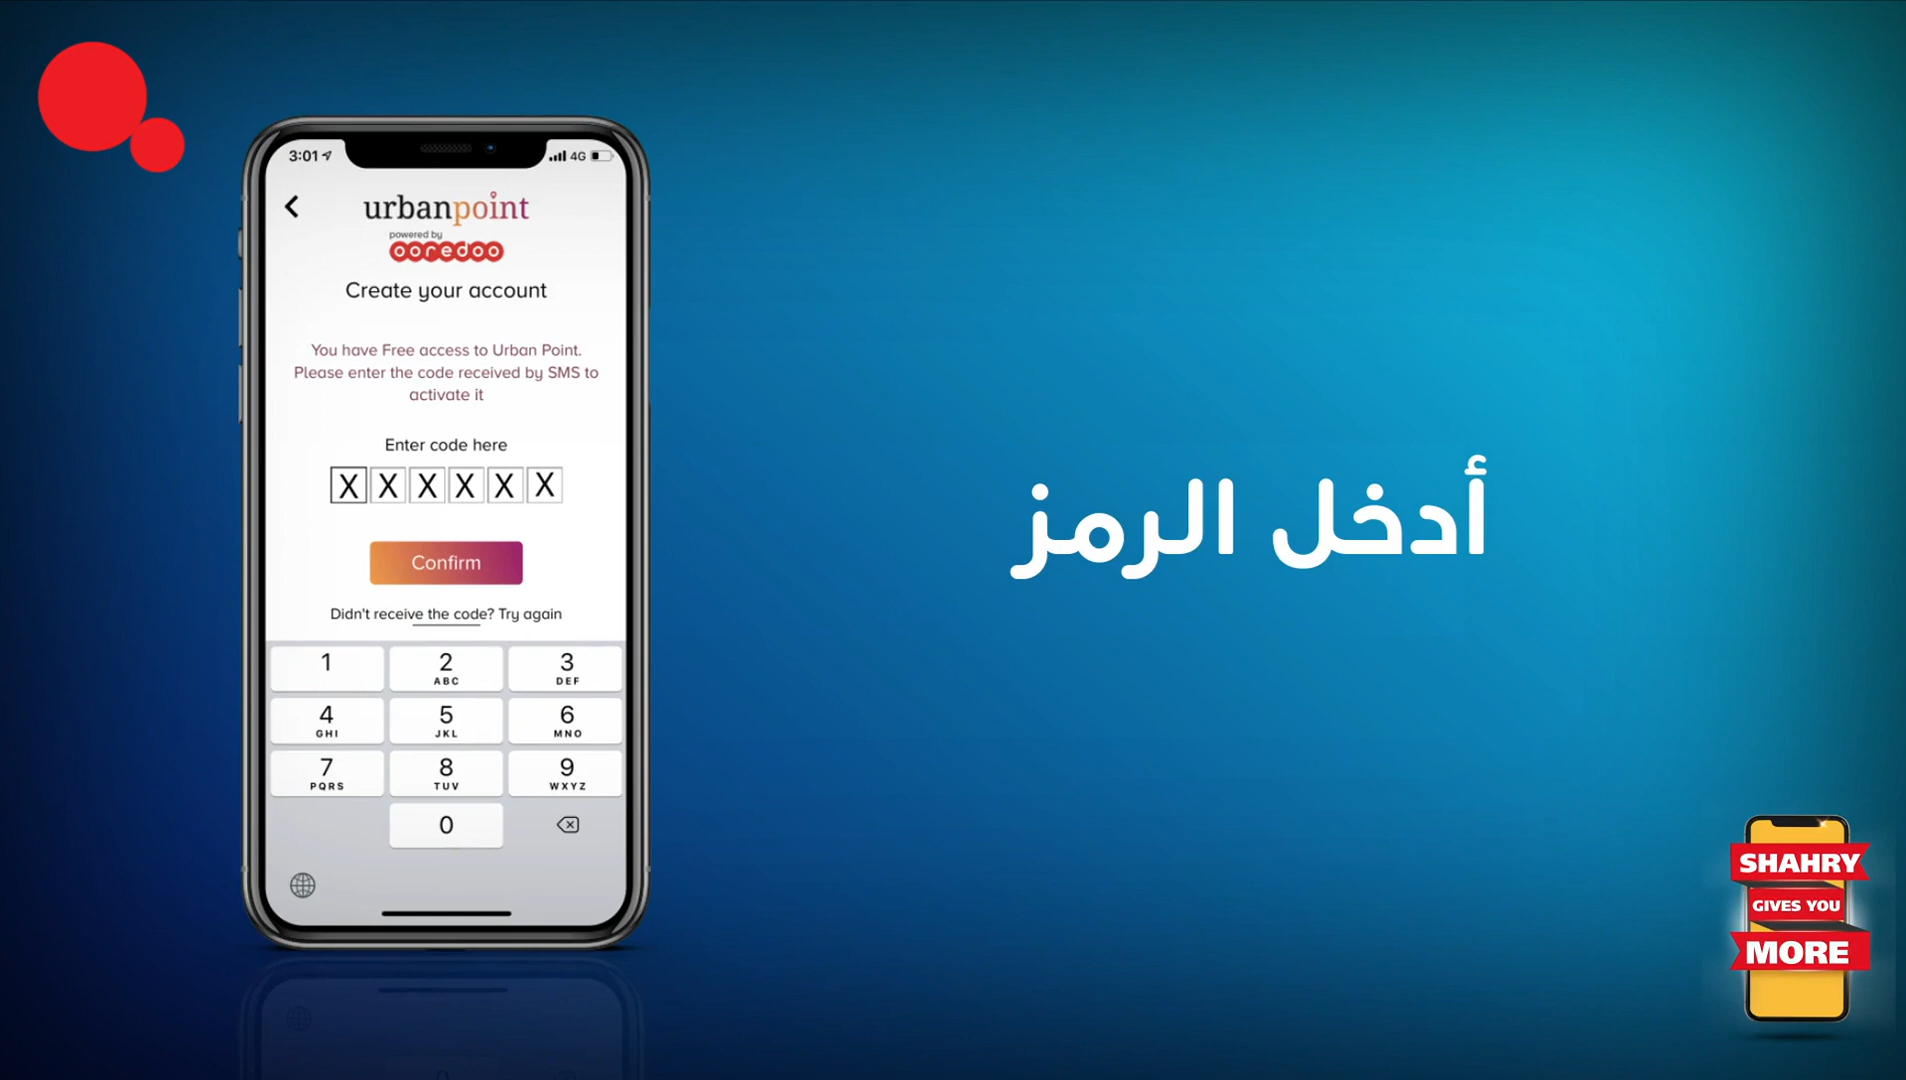 3:01
4G
urbanpoint
powered by
ooredoo
Create your account
You have Free access to Urban Point.
Please enter the code received by SMS to
activate it
Enter code here
X X X X X X
Confirm
Didn't receive the code? Try again
1
2
ABC
3
DEF
4
GHI
5
JKL
6
MNO
7
PQRS
8
TUV
9
WXYZ
0
أدخل الرمز
SHAHRY
GIVES YOU
MORE